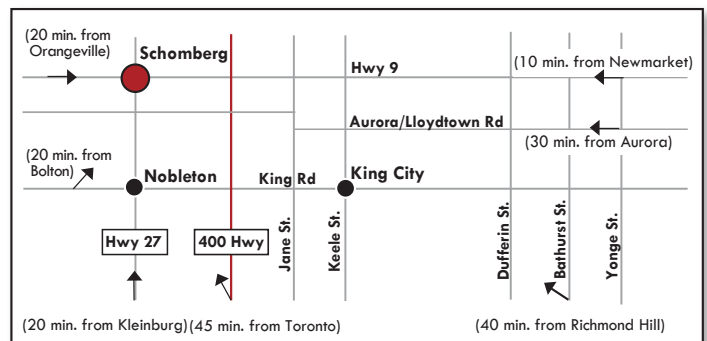 (20 min. from
Orangeville)
Schomberg
Hwy 9
(10 min. from Newmarket)
Aurora/Lloydtown Rd
(30 min. from Aurora)
(20 min. from
Bolton)
Nobleton
King Rd
King City
Hwy 27
400 Hwy
Jane St.
Keele St.
Dufferin St.
Bathurst St.
Yonge St.
(20 min. from Kleinburg)
(45 min. from Toronto)
(40 min. from Richmond Hill)